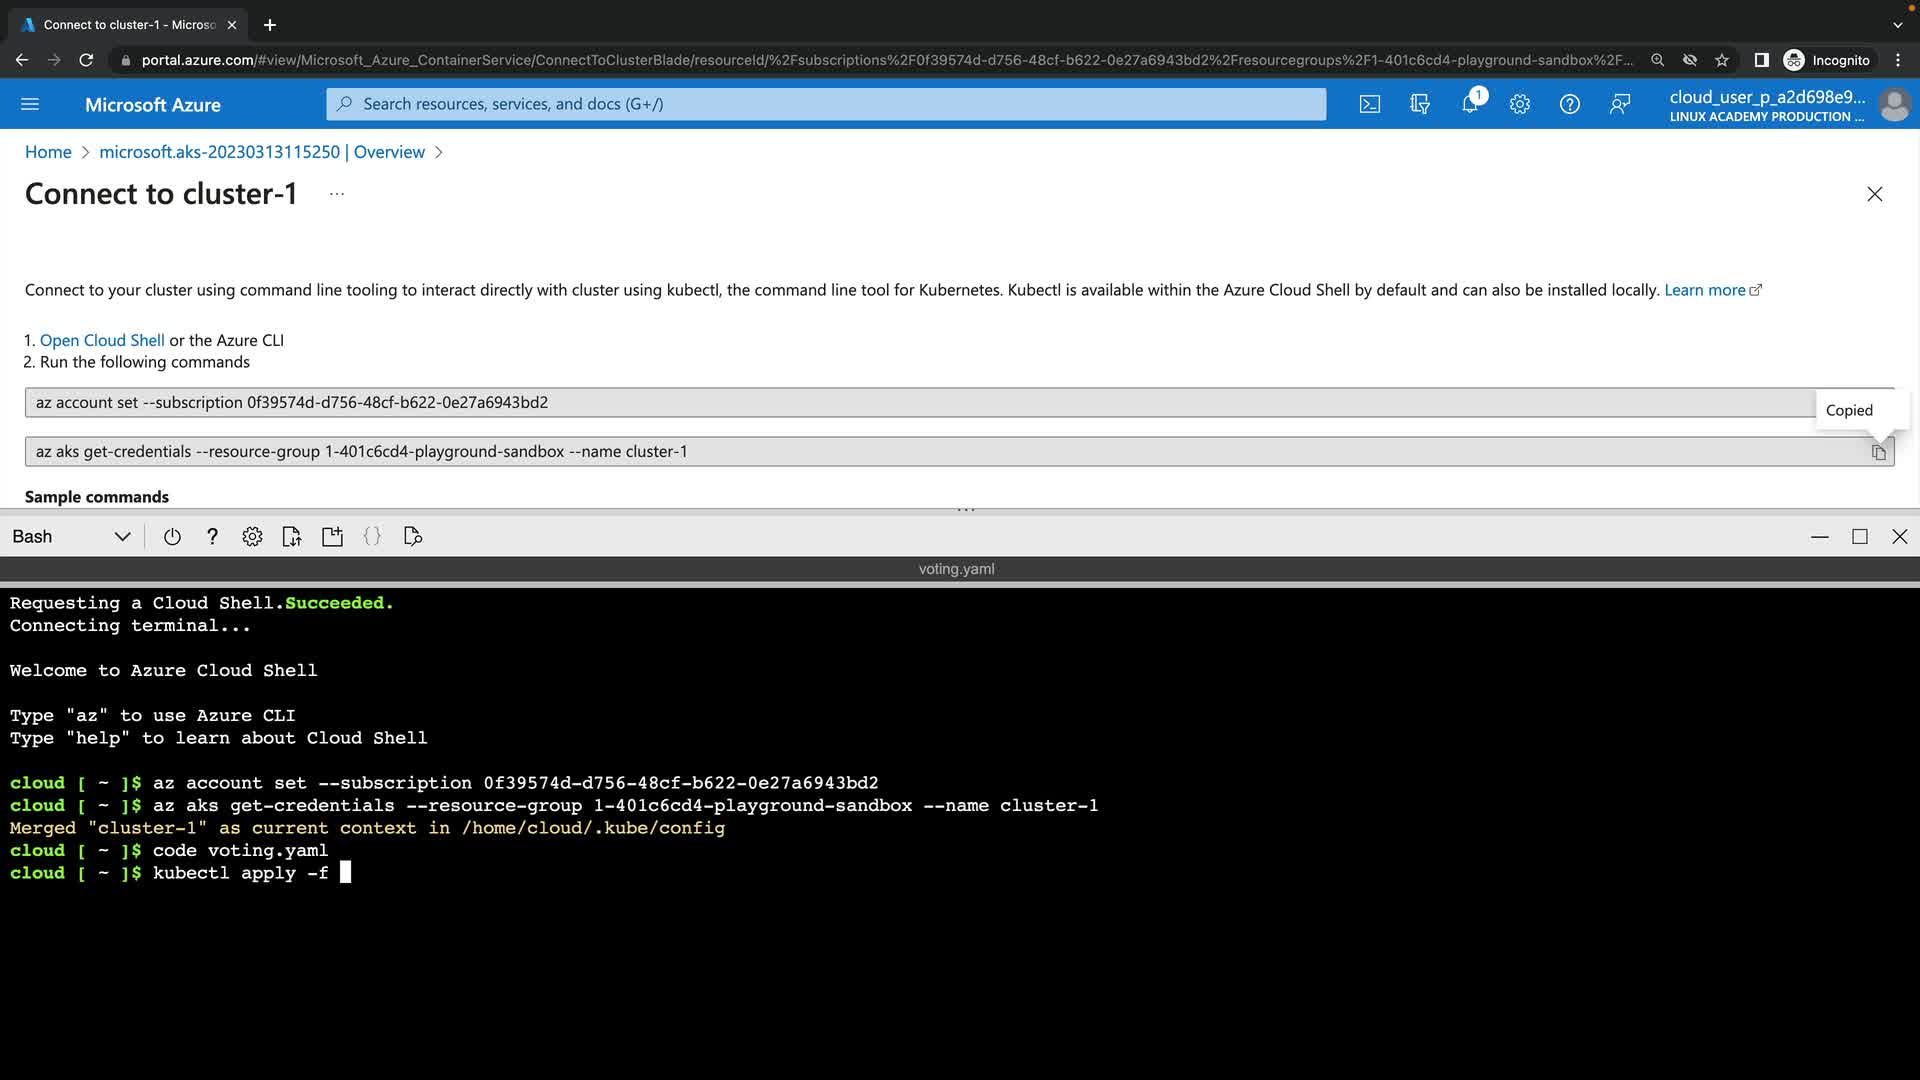 Connect to cluster-1 - Micros
portal.azure.com/#view/Microsoft_Azure_ContainerService/ConnectToClusterBlade/resourceId/%2Fsubscriptions%2F0f39574d-d756-48cf-b622-0e27a6943bd2%2Fresourcegroups%2F1-401c6cd4-playground-sandbox%2F...
Incognito
Microsoft Azure
Search resources, services, and docs (G+/)
1
cloud_user_p_a2d698e9...
LINUX ACADEMY PRODUCTION ...
Home > microsoft.aks-20230313115250 | Overview >
Connect to cluster-1 ...
Connect to your cluster using command line tooling to interact directly with cluster using kubectl, the command line tool for Kubernetes. Kubectl is available within the Azure Cloud Shell by default and can also be installed locally. Learn more
1. Open Cloud Shell or the Azure CLI
2. Run the following commands
az account set --subscription 0f39574d-d756-48cf-b622-0e27a6943bd2
Copied
az aks get-credentials --resource-group 1-401c6cd4-playground-sandbox --name cluster-1
Sample commands
Bash
voting.yaml
Requesting a Cloud Shell.Succeeded.
Connecting terminal...
Welcome to Azure Cloud Shell
Type "az" to use Azure CLI
Type "help" to learn about Cloud Shell
cloud [ ~ ]$ az account set --subscription 0f39574d-d756-48cf-b622-0e27a6943bd2
cloud [ ~ ]$ az aks get-credentials --resource-group 1-401c6cd4-playground-sandbox --name cluster-1
Merged "cluster-1" as current context in /home/cloud/.kube/config
cloud [ ~ ]$ code voting.yaml
cloud [ ~ ]$ kubectl apply -f